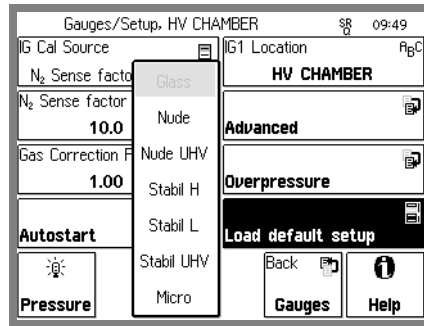 Gauges/Setup, HV CHAMBER
09:49
IG Cal Source
N₂ Sense facto
IG1 Location
HV CHAMBER
N₂ Sense factor
10.0
Advanced
Gas Correction F
1.00
Overpressure
Autostart
Load default setup
Glass
Nude
Nude UHV
Stabil H
Stabil L
Stabil UHV
Micro
Pressure
Back
Gauges
Help